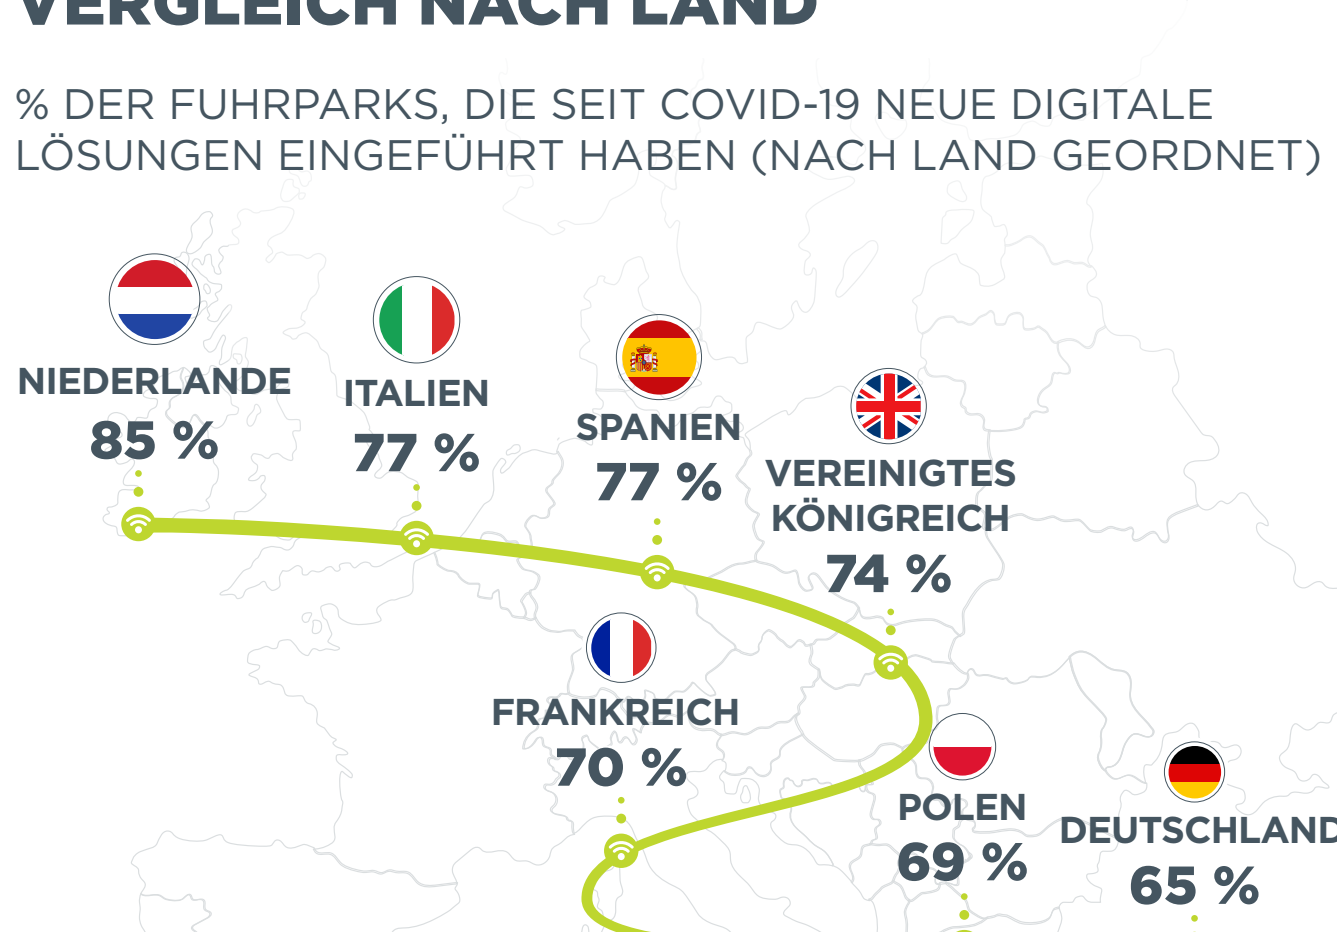 VERGLEICH NACH LAND
% DER FUHRPARKS, DIE SEIT COVID-19 NEUE DIGITALE
LÖSUNGEN EINGEFÜHRT HABEN (NACH LAND GEORDNET)
NIEDERLANDE
85 %
ITALIEN
77 %
SPANIEN
77 %
VEREINIGTES
KÖNIGREICH
74 %
FRANKREICH
70 %
POLEN
69 %
DEUTSCHLAND
65 %